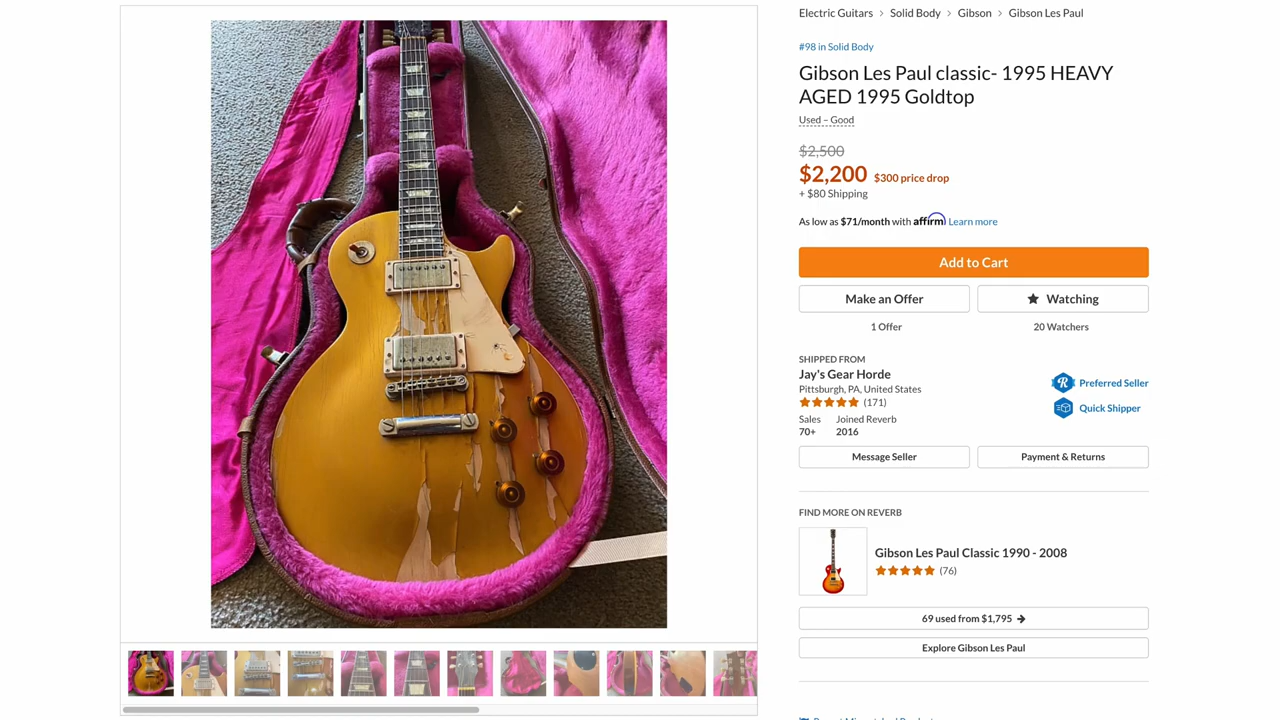 Electric Guitars > Solid Body > Gibson > Gibson Les Paul
#98 in Solid Body
Gibson Les Paul classic- 1995 HEAVY
AGED 1995 Goldtop
Used – Good
$2,500
$2,200 $300 price drop
+ $80 Shipping
As low as $71/month with affirm Learn more
Add to Cart
Make an Offer
★ Watching
1 Offer
20 Watchers
SHIPPED FROM
Jay's Gear Horde
Pittsburgh, PA, United States
(171)
Preferred Seller
Quick Shipper
Sales Joined Reverb
70+ 2016
Message Seller
Payment & Returns
FIND MORE ON REVERB
Gibson Les Paul Classic 1990 - 2008
(76)
69 used from $1,795 →
Explore Gibson Les Paul